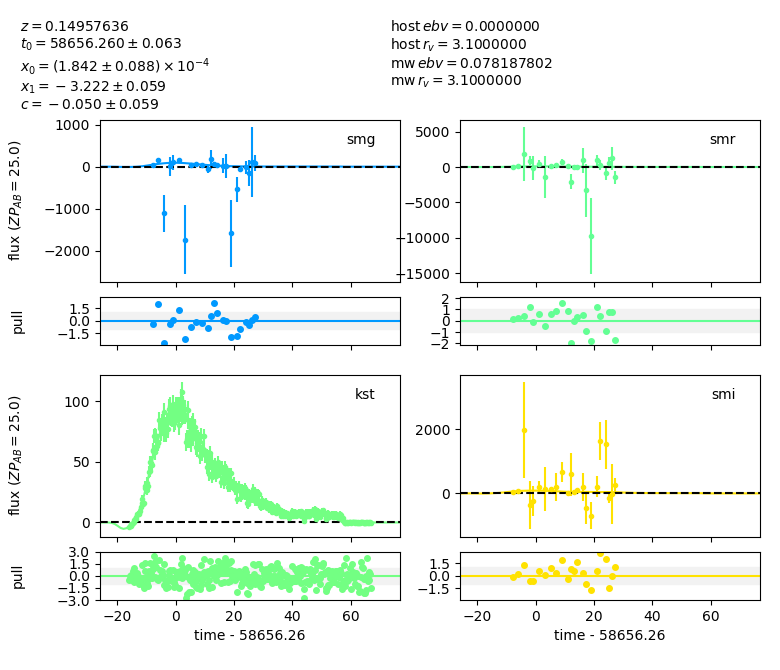 z = 0.14957636
t₀ = 58656.260 ± 0.063
x₀ = (1.842 ± 0.088) × 10⁻⁴
x₁ = −3.222 ± 0.059
c = −0.050 ± 0.059
host ebv = 0.0000000
host r_v = 3.1000000
mw ebv = 0.078187802
mw r_v = 3.1000000
flux (ZP_AB = 25.0)
1000
0
−1000
−2000
smg
5000
0
−5000
−10000
−15000
smr
pull
1.5
0.0
−1.5
2
1
0
−1
−2
flux (ZP_AB = 25.0)
100
50
0
kst
2000
0
smi
pull
3.0
1.5
0.0
−1.5
−3.0
1.5
0.0
−1.5
−20 0 20 40 60
−20 0 20 40 60
time - 58656.26
time - 58656.26